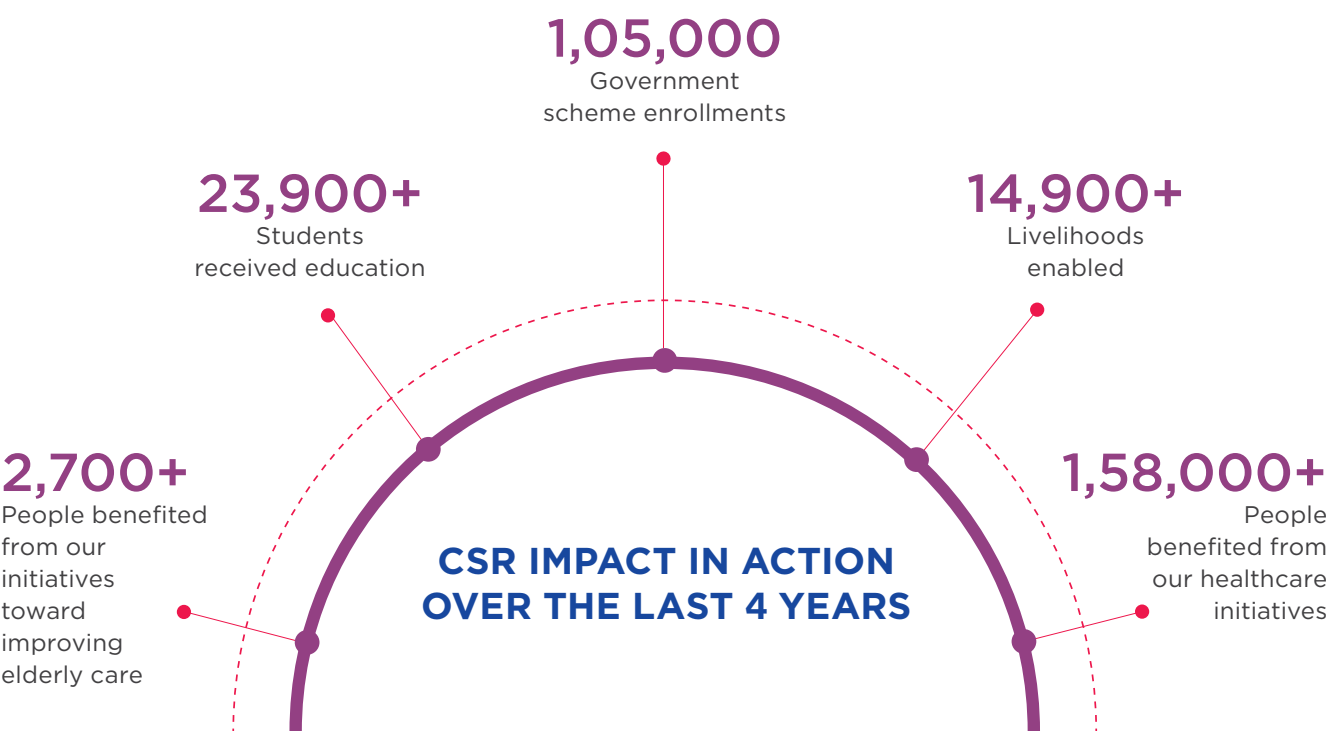 1,05,000
Government
scheme enrollments
23,900+
Students
received education
14,900+
Livelihoods
enabled
2,700+
People benefited
from our
initiatives
toward
improving
elderly care
1,58,000+
People
benefited from
our healthcare
initiatives
CSR IMPACT IN ACTION
OVER THE LAST 4 YEARS